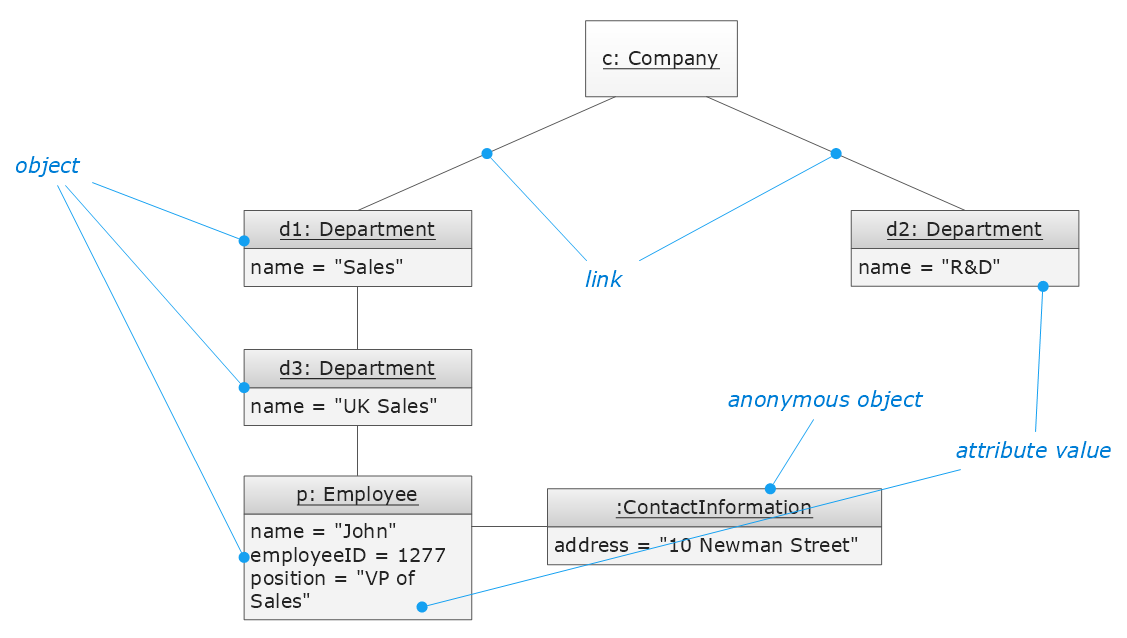 c: Company
object
d1: Department
name = "Sales"
link
d2: Department
name = "R&D"
d3: Department
name = "UK Sales"
anonymous object
attribute value
p: Employee
name = "John"
employeeID = 1277
position = "VP of
Sales"
:ContactInformation
address = "10 Newman Street"